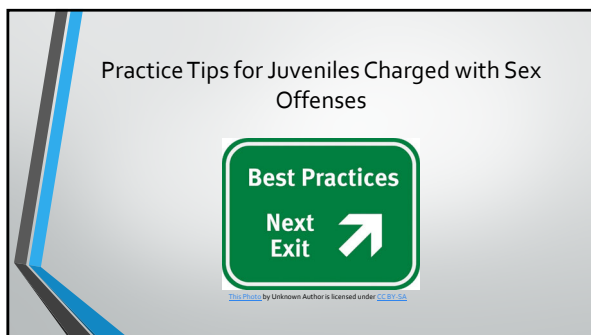 Practice Tips for Juveniles Charged with Sex
Offenses
Best Practices
Next
Exit
This Photo by Unknown Author is licensed under CC BY-SA